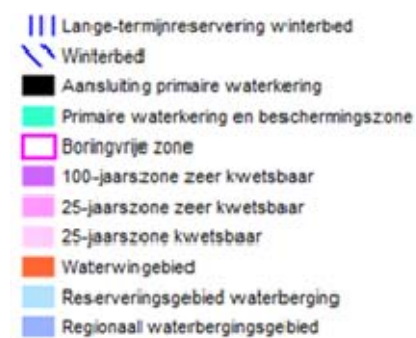 Lange-termijnreservering winterbed
Winterbed
Aansluiting primaire waterkering
Primaire waterkering en beschermingszone
Boringvrije zone
100-jaarszone zeer kwetsbaar
25-jaarszone zeer kwetsbaar
25-jaarszone kwetsbaar
Waterwingebied
Reserveringsgebied waterberging
Regionaal waterbergingsgebied